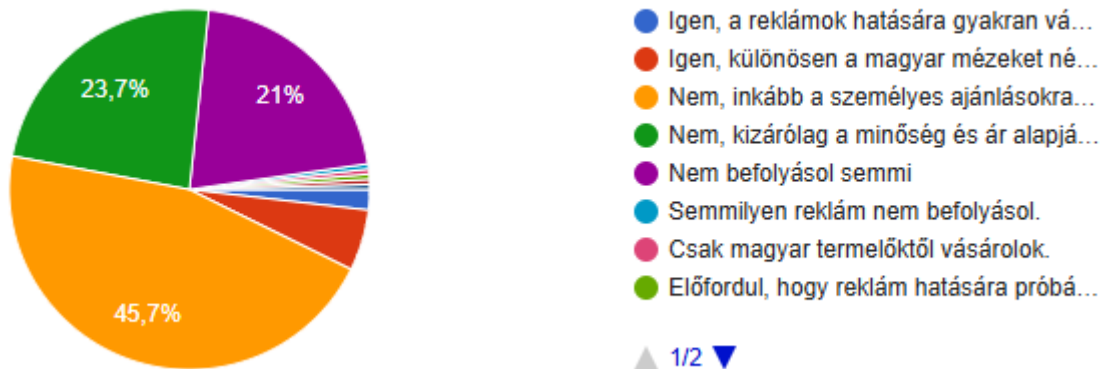 23,7%
21%
45,7%
Igen, a reklámok hatására gyakran vá...
Igen, különösen a magyar mézeket né...
Nem, inkább a személyes ajánlásokra...
Nem, kizárólag a minőség és ár alapjá...
Nem befolyásol semmi
Semmilyen reklám nem befolyásol.
Csak magyar termelőktől vásárolok.
Előfordul, hogy reklám hatására próbá...
1/2